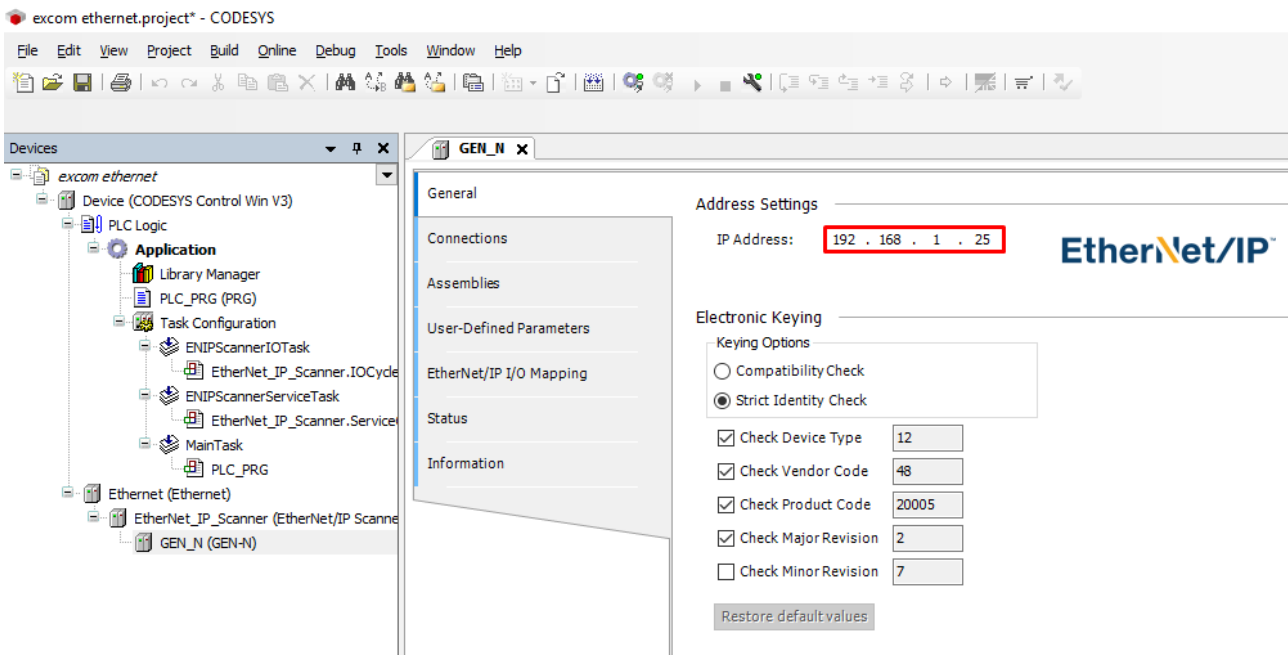 excom ethernet.project* - CODESYS
File Edit View Project Build Online Debug Tools Window Help
Devices
excom ethernet
Device (CODESYS Control Win V3)
PLC Logic
Application
Library Manager
PLC_PRG (PRG)
Task Configuration
ENIPScannerIOTask
EtherNet_IP_Scanner.IOCycle
ENIPScannerServiceTask
EtherNet_IP_Scanner.Service
MainTask
PLC_PRG
Ethernet (Ethernet)
EtherNet_IP_Scanner (EtherNet/IP Scanne
GEN_N (GEN-N)
GEN_N
General
Connections
Assemblies
User-Defined Parameters
EtherNet/IP I/O Mapping
Status
Information
Address Settings
IP Address: 192 . 168 . 1 . 25
EtherNet/IP™
Electronic Keying
Keying Options
Compatibility Check
Strict Identity Check
Check Device Type 12
Check Vendor Code 48
Check Product Code 20005
Check Major Revision 2
Check Minor Revision 7
Restore default values